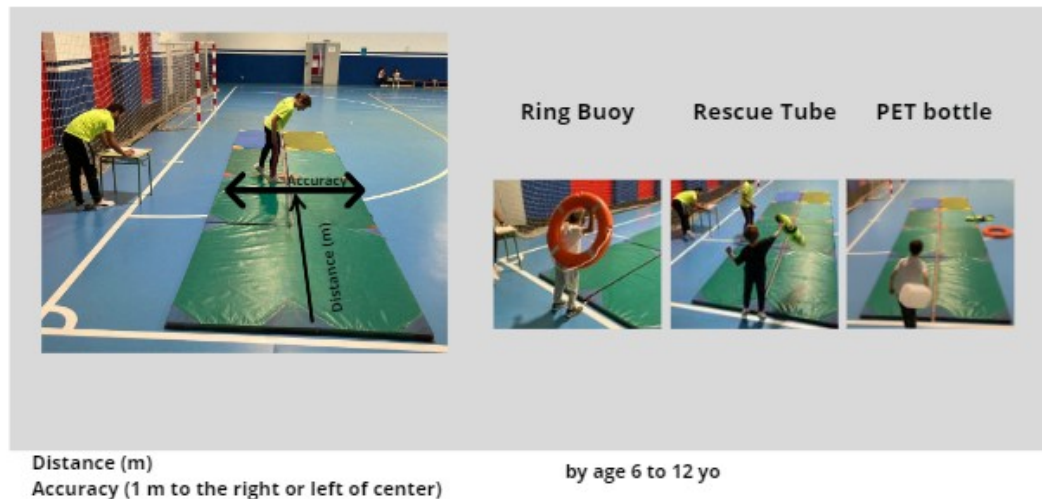 Ring Buoy
Rescue Tube
PET bottle
Accuracy
Distance (m)
Distance (m)
Accuracy (1 m to the right or left of center)
by age 6 to 12 yo